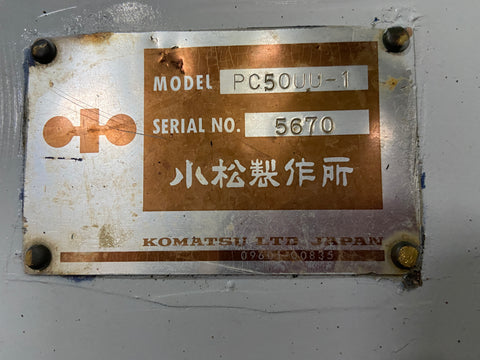 MODEL PC50UU-1
SERIAL NO. 5670
小松製作所
KOMATSU LTD JAPAN
09601-00835